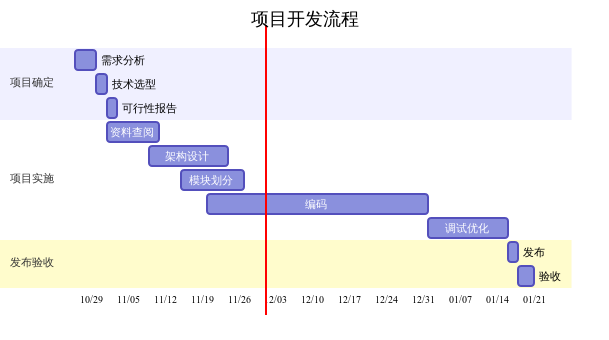 项目开发流程
需求分析
项目确定
技术选型
可行性报告
资料查阅
架构设计
项目实施
模块划分
编码
调试优化
发布
发布验收
验收
10/29 11/05 11/12 11/19 11/26 12/03 12/10 12/17 12/24 12/31 01/07 01/14 01/21